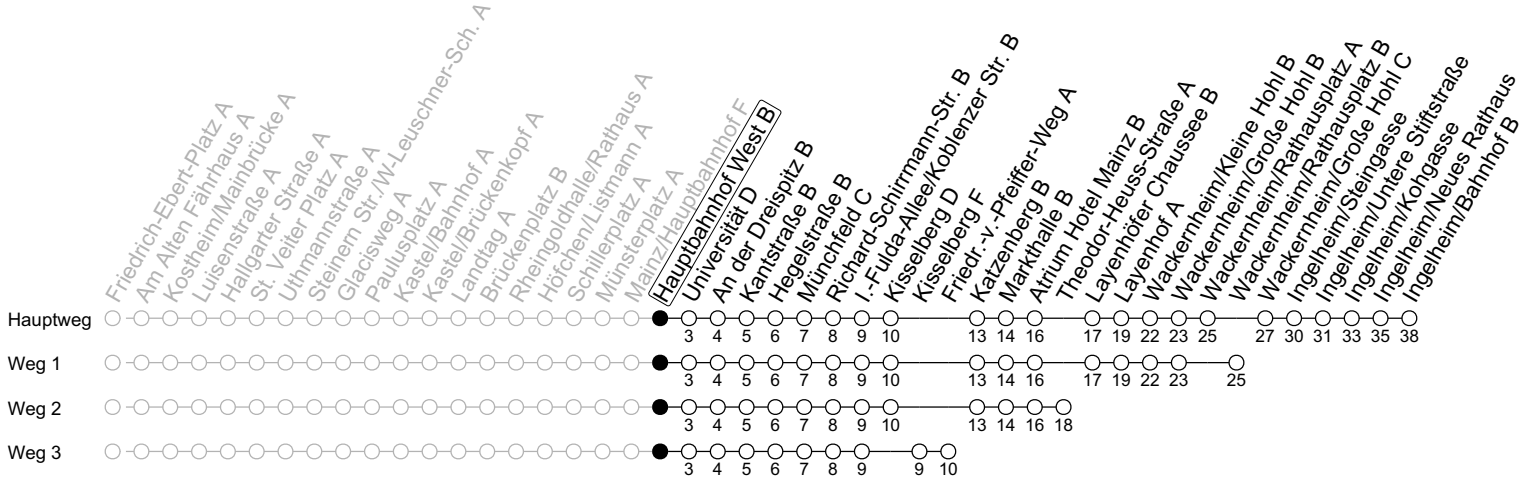 Friedrich-Ebert-Platz A
Am Alten Fährhaus A
Kostheim/Mainbrücke A
Luisenstraße A
Hallgarter Straße A
St. Veiter Platz A
Uthmannstraße A
Steinern Str./W-Leuschner-Sch. A
Glacisweg A
Paulusplatz A
Kastel/Bahnhof A
Kastel/Brückenkopf A
Landtag A
Brückenplatz B
Rheingoldhalle/Rathaus A
Höfchen/Listmann A
Schillerplatz A
Münsterplatz A
Mainz/Hauptbahnhof F
Hauptbahnhof West B
Universität D
An der Dreispitz B
Kantstraße B
Hegelstraße B
Münchfeld C
Richard-Schirrmann-Str. B
I.-Fulda-Allee/Koblenzer Str. B
Kisselberg D
Kisselberg F
Friedr.-v.-Pfeiffer-Weg A
Katzenberg B
Markthalle B
Atrium Hotel Mainz B
Theodor-Heuss-Straße A
Layenhöfer Chaussee B
Layenhof A
Wackernheim/Kleine Hohl B
Wackernheim/Große Hohl B
Wackernheim/Rathausplatz A
Wackernheim/Rathusplatz B
Wackernheim/Große Hohl C
Ingelheim/Steingasse
Ingelheim/Untere Stiftstraße
Ingelheim/Kongasse
Ingelheim/Neues Rathaus
Ingelheim/Bahnhof B
Hauptweg
3 4 5 6 7 8 9 10 13 14 16 17 19 22 23 25 27 30 31 33 35 38
Weg 1
3 4 5 6 7 8 9 10 13 14 16 17 19 22 23 25
Weg 2
3 4 5 6 7 8 9 10 13 14 16 18
Weg 3
3 4 5 6 7 8 9 9 10